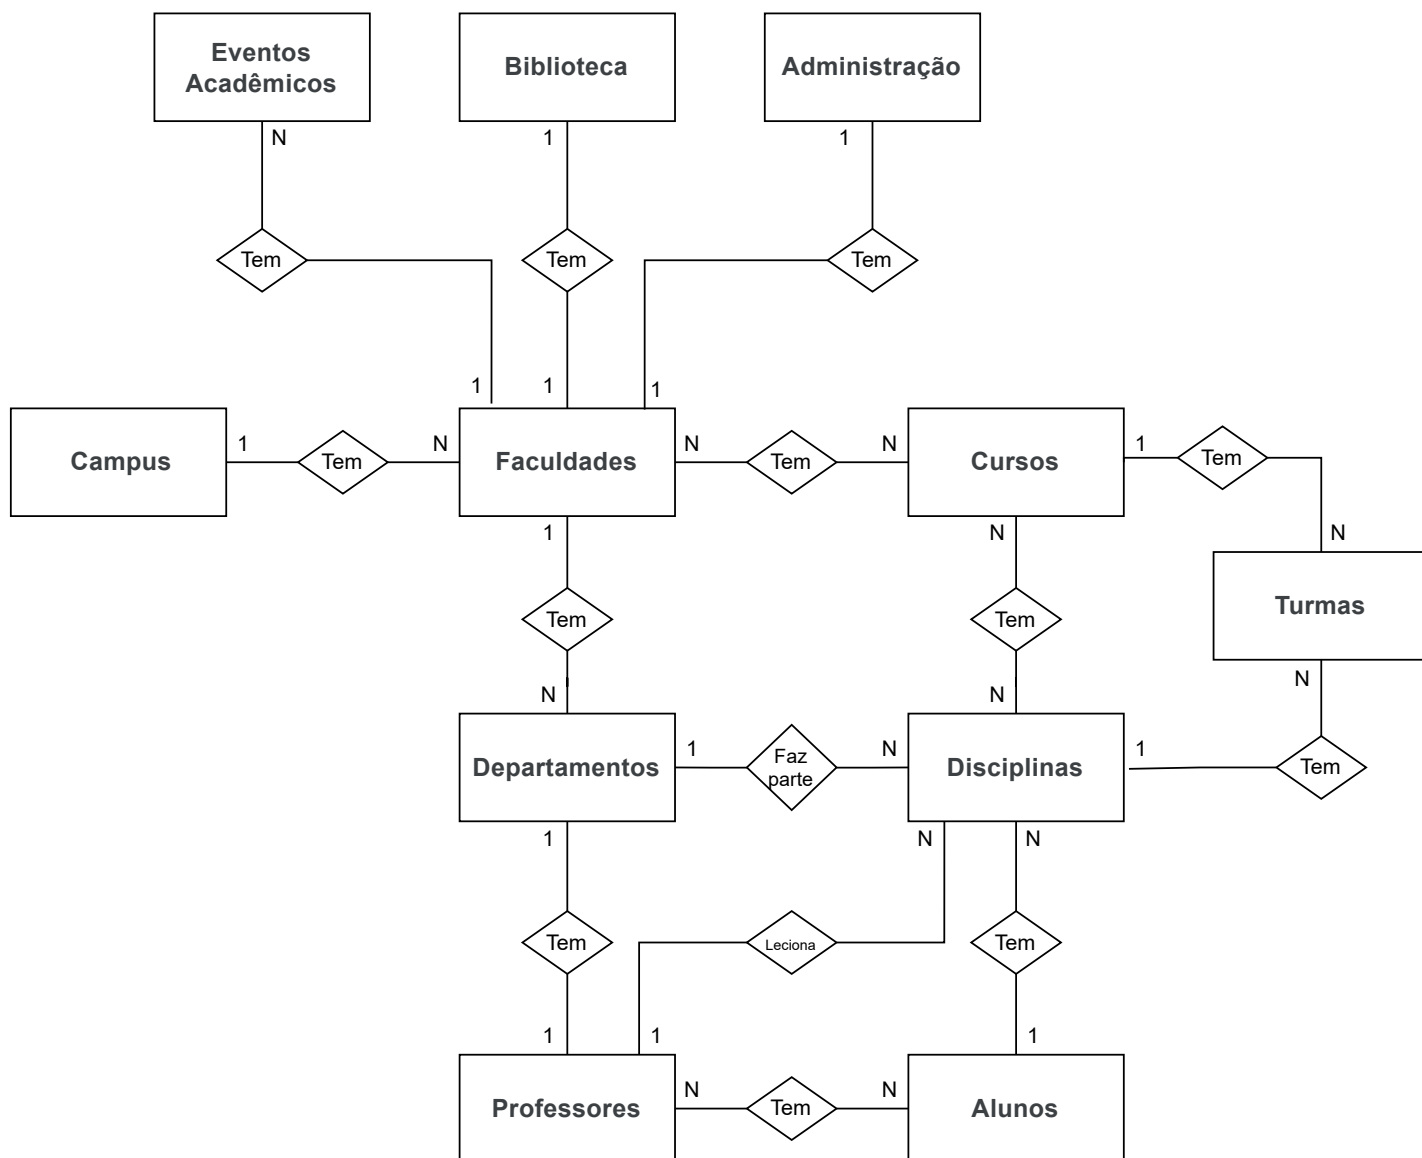 Eventos
Acadêmicos
Biblioteca
Administração
N
1
1
Tem
Tem
Tem
1
1
1
Campus
1
Tem
N
Faculdades
N
Tem
N
Cursos
1
Tem
1
N
N
Turmas
Tem
Tem
N
N
N
Departamentos
1
Faz
parte
N
Disciplinas
1
Tem
1
N
N
Tem
Leciona
Tem
1
1
1
Professores
N
Tem
N
Alunos